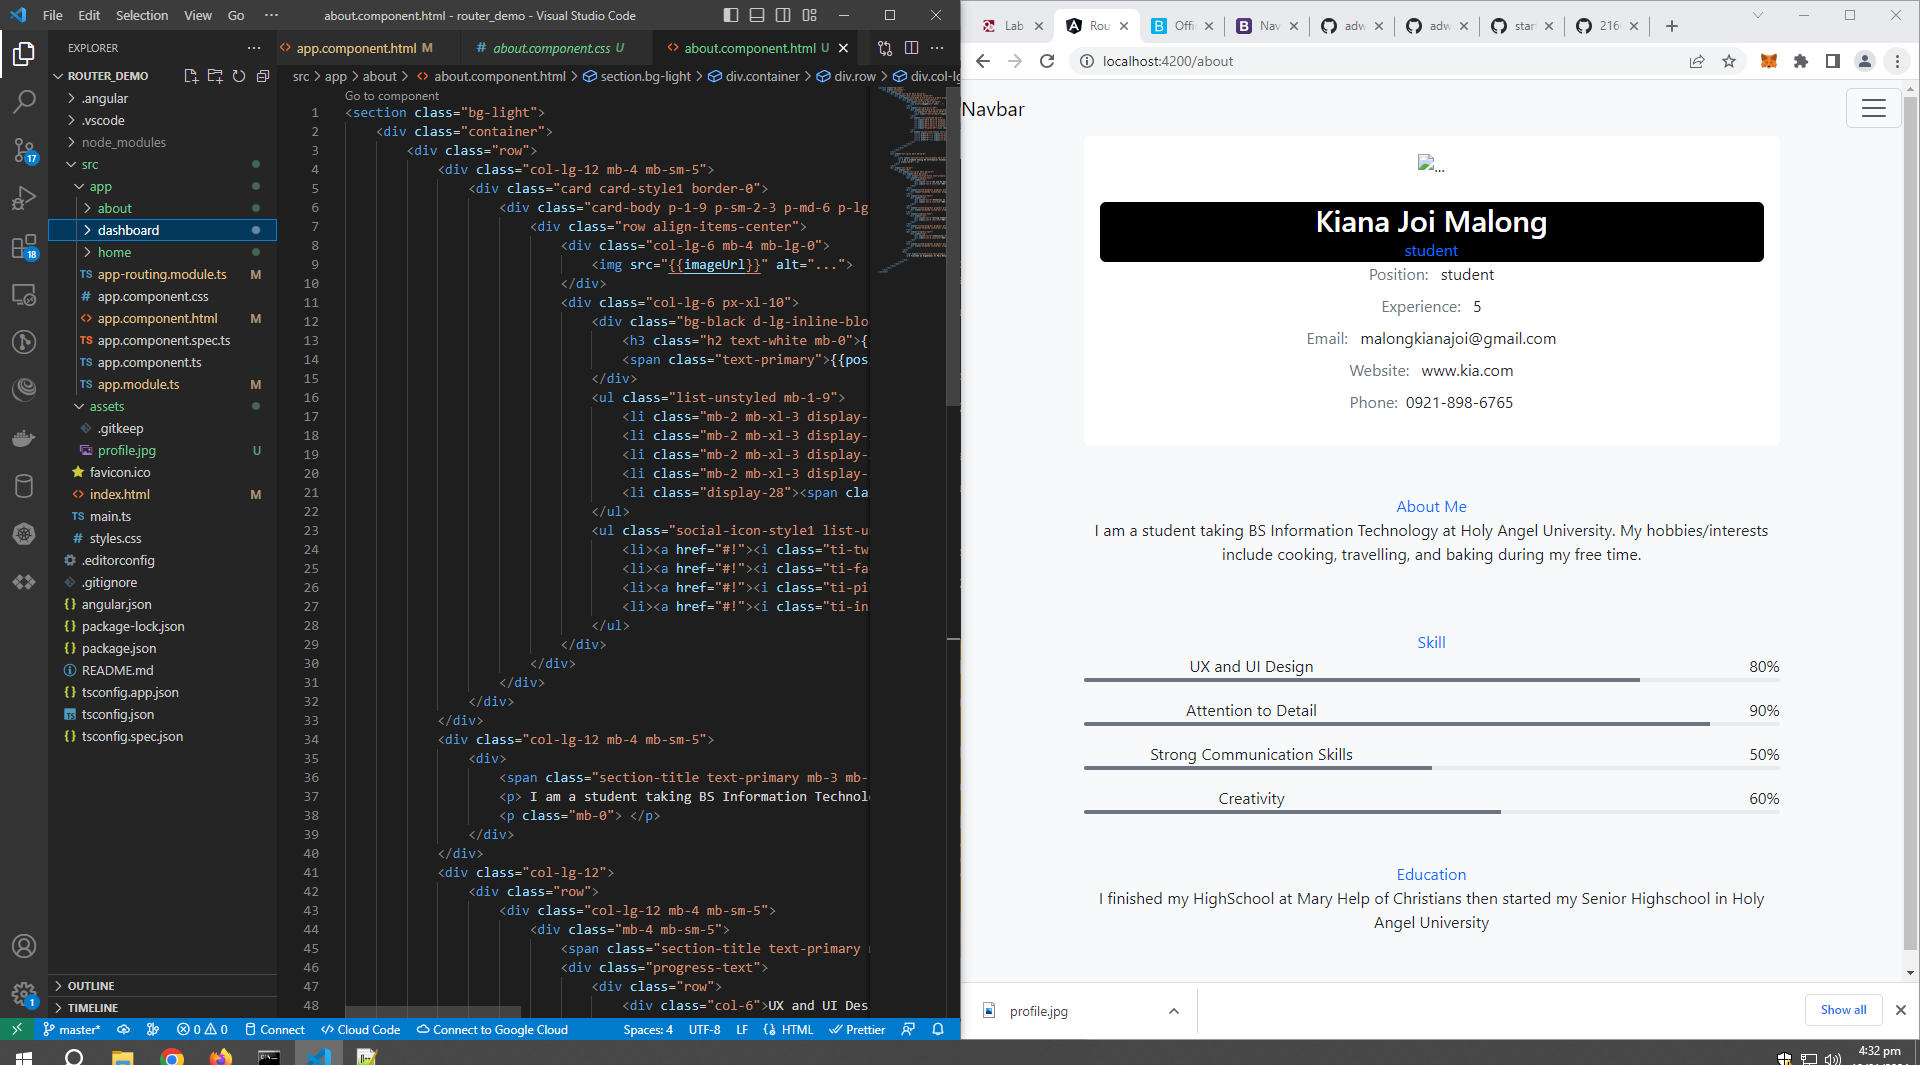 File Edit Selection View Go ··· about.component.html - router_demo - Visual Studio Code
EXPLORER ···
ROUTER_DEMO
.angular
.vscode
node_modules
src
app
about
dashboard
home
TS app-routing.module.ts M
# app.component.css
<> app.component.html M
TS app.component.spec.ts
TS app.component.ts
TS app.module.ts M
assets
.gitkeep
profile.jpg U
favicon.ico
<> index.html M
TS main.ts
# styles.css
.editorconfig
.gitignore
{} angular.json
{} package-lock.json
{} package.json
README.md
{} tsconfig.app.json
TS tsconfig.json
{} tsconfig.spec.json
OUTLINE
TIMELINE
17
18
1
<> app.component.html M # about.component.css U <> about.component.html U
src > app > about > <> about.component.html > section.bg-light > div.container > div.row > div.col-l
Go to component
1 <section class="bg-light">
2 <div class="container">
3 <div class="row">
4 <div class="col-lg-12 mb-4 mb-sm-5">
5 <div class="card card-style1 border-0">
6 <div class="card-body p-1-9 p-sm-2-3 p-md-6 p-lg
7 <div class="row align-items-center">
8 <div class="col-lg-6 mb-4 mb-lg-0">
9 <img src="{{imageUrl}}" alt="...">
10 </div>
11 <div class="col-lg-6 px-xl-10">
12 <div class="bg-black d-lg-inline-bloc
13 <h3 class="h2 text-white mb-0">{
14 <span class="text-primary">{{pos
15 </div>
16 <ul class="list-unstyled mb-1-9">
17 <li class="mb-2 mb-xl-3 display-
18 <li class="mb-2 mb-xl-3 display-
19 <li class="mb-2 mb-xl-3 display-
20 <li class="mb-2 mb-xl-3 display-
21 <li class="display-28"><span cla
22 </ul>
23 <ul class="social-icon-style1 list-u
24 <li><a href="#!"><i class="ti-tw
25 <li><a href="#!"><i class="ti-fa
26 <li><a href="#!"><i class="ti-pi
27 <li><a href="#!"><i class="ti-in
28 </ul>
29 </div>
30 </div>
31 </div>
32 </div>
33 </div>
34 <div class="col-lg-12 mb-4 mb-sm-5">
35 <div>
36 <span class="section-title text-primary mb-3 mb-
37 <p> I am a student taking BS Information Technol
38 <p class="mb-0"> </p>
39 </div>
40 </div>
41 <div class="col-lg-12">
42 <div class="row">
43 <div class="col-lg-12 mb-4 mb-sm-5">
44 <div class="mb-4 mb-sm-5">
45 <span class="section-title text-primary
46 <div class="progress-text">
47 <div class="row">
48 <div class="col-6">UX and UI Des
master* 0 0 Connect Cloud Code Connect to Google Cloud Spaces: 4 UTF-8 LF {} HTML Prettier
Lab Rou Offi Nav adw adw star 216
localhost:4200/about
Navbar
...
Kiana Joi Malong
student
Position: student
Experience: 5
Email: malongkianajoi@gmail.com
Website: www.kia.com
Phone: 0921-898-6765
About Me
I am a student taking BS Information Technology at Holy Angel University. My hobbies/interests
include cooking, travelling, and baking during my free time.
Skill
UX and UI Design 80%
Attention to Detail 90%
Strong Communication Skills 50%
Creativity 60%
Education
I finished my HighSchool at Mary Help of Christians then started my Senior Highschool in Holy
Angel University
profile.jpg Show all
4:32 pm